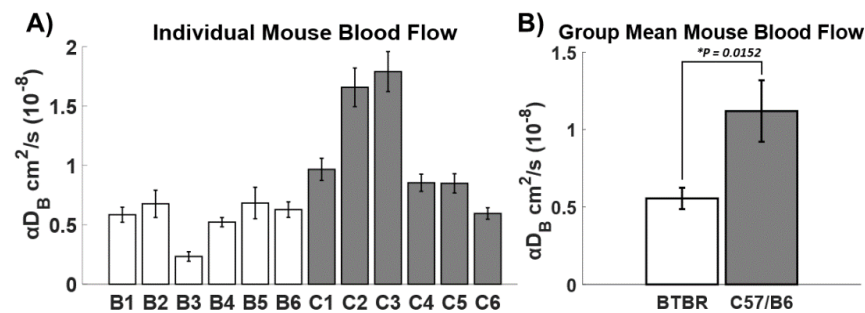 A)
Individual Mouse Blood Flow
αD_B cm²/s (10⁻⁸)
2
1.5
1
0.5
0
B1 B2 B3 B4 B5 B6 C1 C2 C3 C4 C5 C6
B)
Group Mean Mouse Blood Flow
*P = 0.0152
αD_B cm²/s (10⁻⁸)
1.5
1
0.5
0
BTBR C57/B6